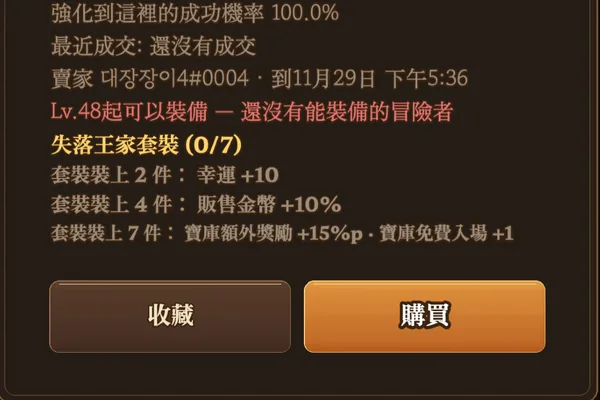 強化到這裡的成功機率 100.0%
最近成交: 還沒有成交
賣家 대장장이4#0004 · 到11月29日 下午5:36
Lv.48起可以裝備 — 還沒有能裝備的冒險者
失落王家套裝 (0/7)
套裝裝上 2 件： 幸運 +10
套裝裝上 4 件： 販售金幣 +10%
套裝裝上 7 件： 寶庫額外獎勵 +15%p · 寶庫免費入場 +1
收藏
購買